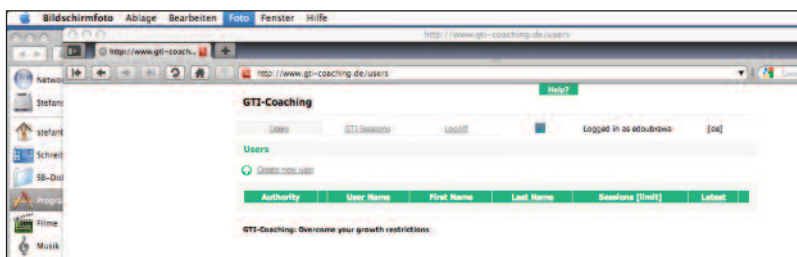 Bildschirmfoto Ablage Bearbeiten Foto Fenster Hilfe
http://www.gti-coaching.de/users
http://www.gti-coach...
http://www.gti-coaching.de/users
Help?
GTI-Coaching
Users GTI Sessions Logoff Logged in as edoubrawa [de]
Users
Create new user
Authority User Name First Name Last Name Sessions [limit] Latest
GTI-Coaching: Overcome your growth restrictions
Netwo
Stefans
stefant
Schreit
SB-Dol
Progra
Filme
Musik